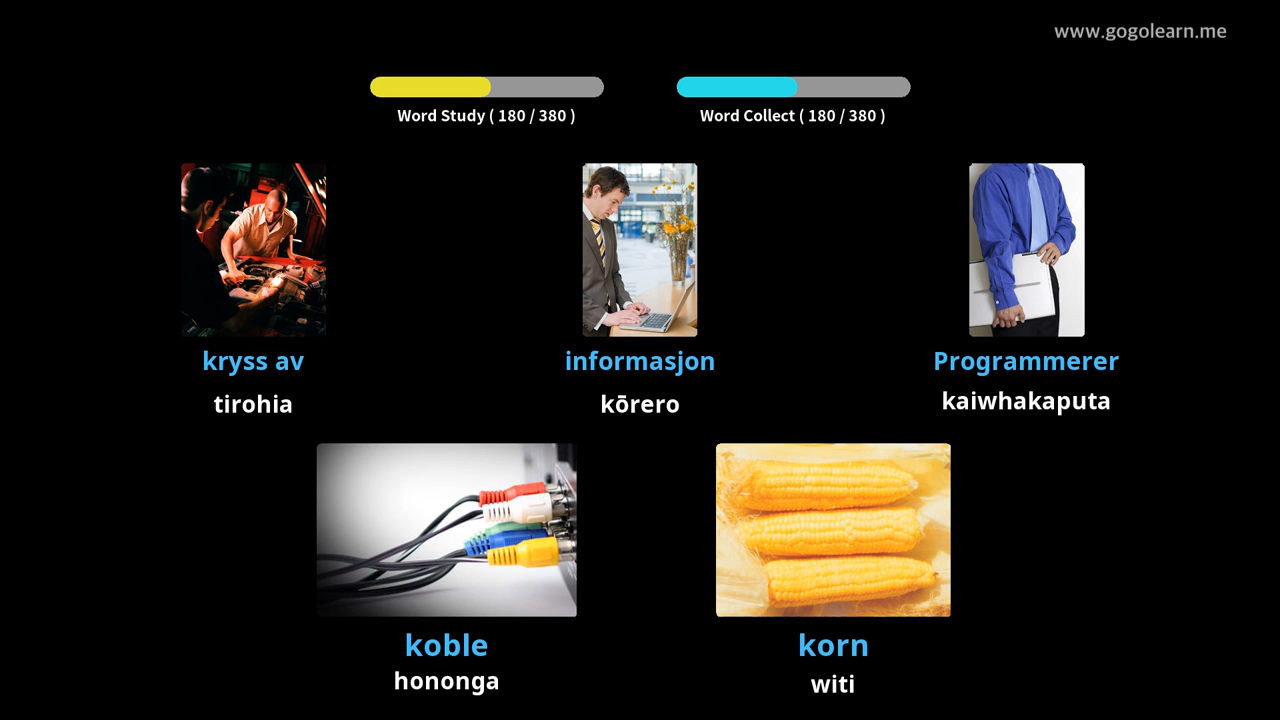 www.gogolearn.me
Word Study ( 180 / 380 )
Word Collect ( 180 / 380 )
kryss av
informasjon
Programmerer
tirohia
kōrero
kaiwhakaputa
koble
korn
hononga
witi